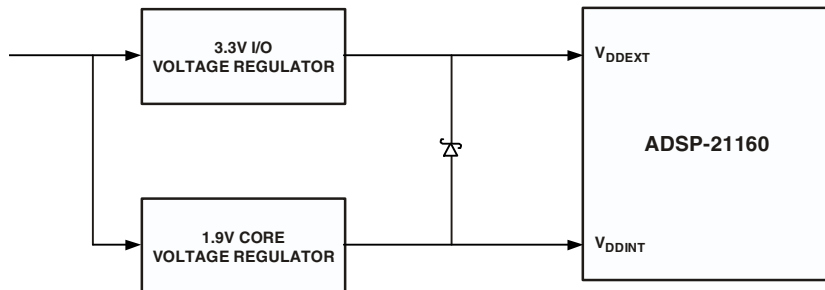 3.3V I/O
VOLTAGE REGULATOR
VDDEXT
ADSP-21160
1.9V CORE
VOLTAGE REGULATOR
VDDINT